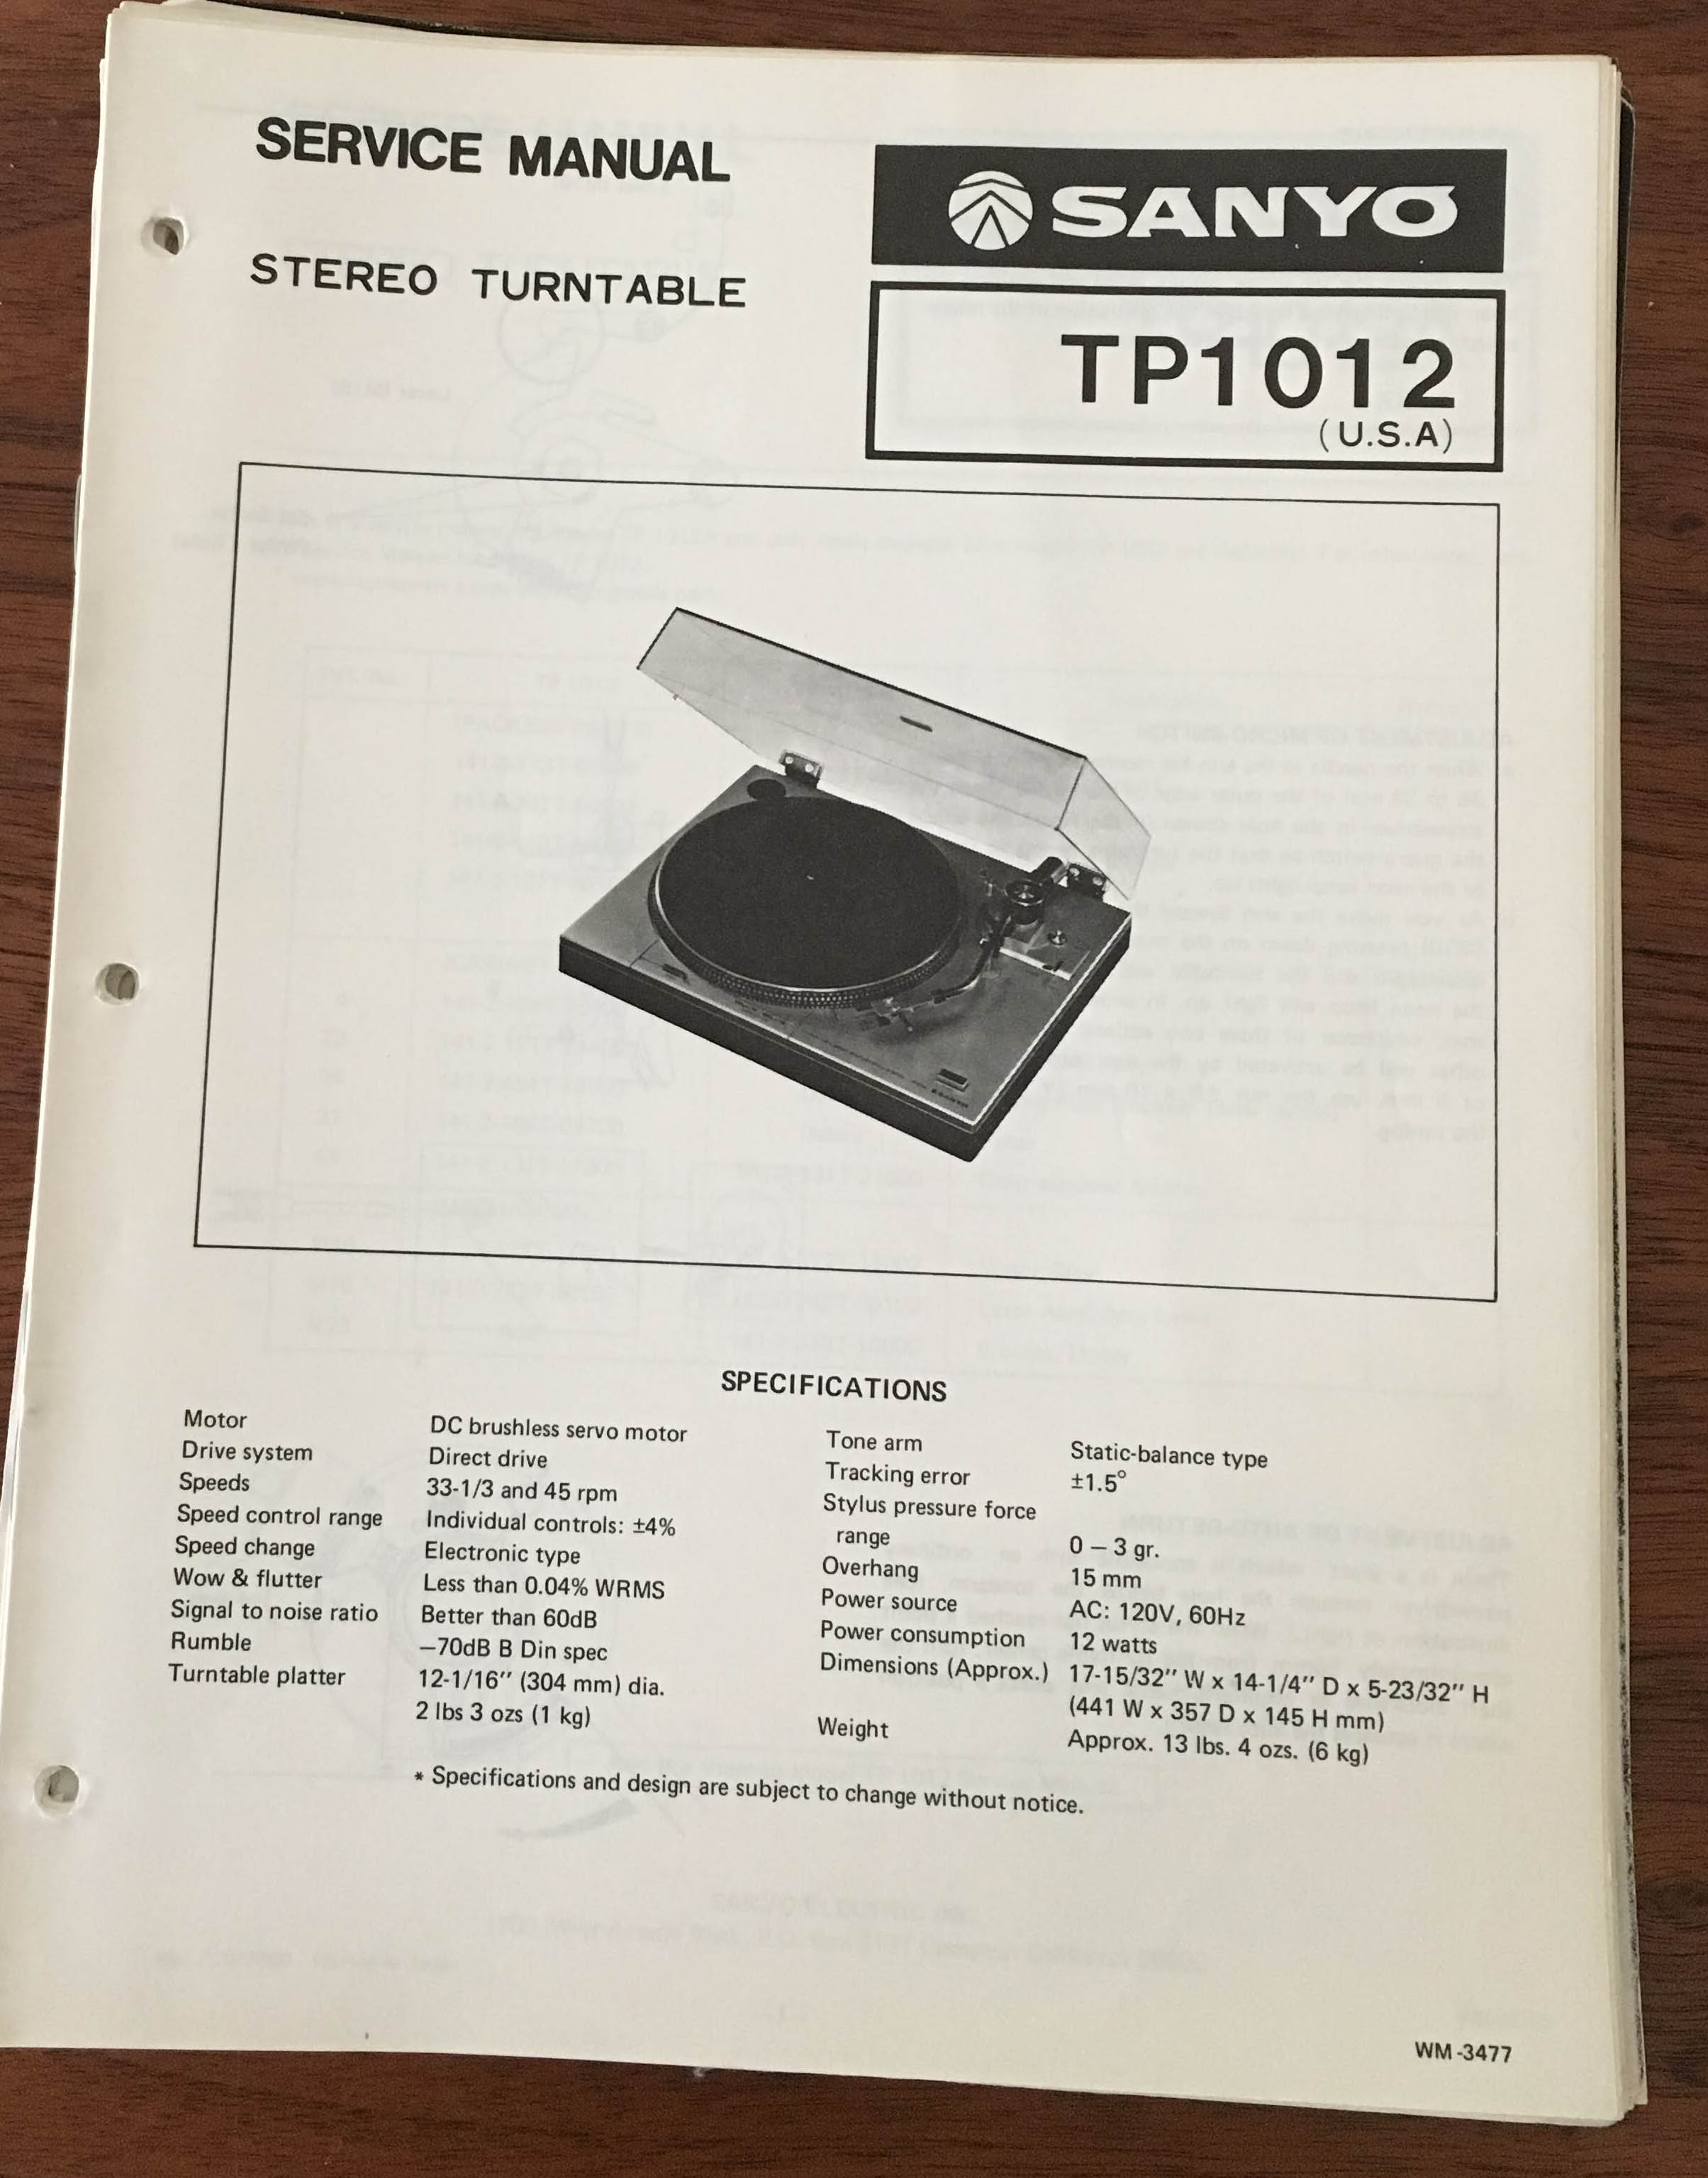 SERVICE MANUAL
STEREO TURNTABLE
SANYO
TP1012
(U.S.A)
SANYO
SPECIFICATIONS
Motor DC brushless servo motor
Drive system Direct drive
Speeds 33-1/3 and 45 rpm
Speed control range Individual controls: ±4%
Speed change Electronic type
Wow & flutter Less than 0.04% WRMS
Signal to noise ratio Better than 60dB
Rumble —70dB B Din spec
Turntable platter 12-1/16" (304 mm) dia.
2 lbs 3 ozs (1 kg)
Tone arm Static-balance type
Tracking error ±1.5°
Stylus pressure force
range 0 — 3 gr.
Overhang 15 mm
Power source AC: 120V, 60Hz
Power consumption 12 watts
Dimensions (Approx.) 17-15/32" W x 14-1/4" D x 5-23/32" H
(441 W x 357 D x 145 H mm)
Weight Approx. 13 lbs. 4 ozs. (6 kg)
* Specifications and design are subject to change without notice.
WM-3477